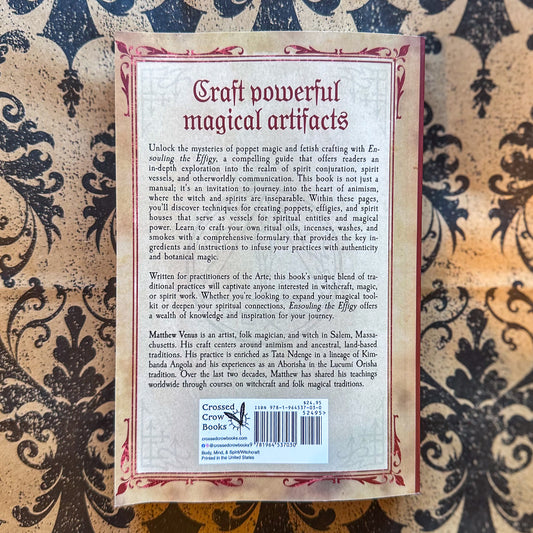 Craft powerful
magical artifacts
Unlock the mysteries of poppet magic and fetish crafting with En-
souling the Effigy, a compelling guide that offers readers an
in-depth exploration into the realm of spirit conjuration, spirit
vessels, and otherworldly communication. This book is not just a
manual; it's an invitation to journey into the heart of animism,
where the witch and spirits are inseparable. Within these pages,
you'll discover techniques for creating poppets, effigies, and spirit
houses that serve as vessels for spiritual entities and magical
power. Learn to craft your own ritual oils, incenses, washes, and
smokes with a comprehensive formulary that provides the key in-
gredients and instructions to infuse your practices with authenticity
and botanical magic.
Written for practitioners of the Arte, this book's unique blend of tra-
ditional practices will captivate anyone interested in witchcraft, magic,
or spirit work. Whether you're looking to expand your magical tool-
kit or deepen your spiritual connections, Ensouling the Effigy offers
a wealth of knowledge and inspiration for your journey.
Matthew Venus is an artist, folk magician, and witch in Salem, Massa-
chusetts. His craft centers around animism and ancestral, land-based
traditions. His practice is enriched as Tata Ndenge in a lineage of Kim-
banda Angola and his experiences as an Aborisha in the Lucumi Orisha
tradition. Over the last two decades, Matthew has shared his teachings
worldwide through courses on witchcraft and folk magical traditions.
Crossed
Crow
Books
crossedcrowbooks.com
@crossedcrowbooks
Body, Mind, & Spirit/Witchcraft
Printed in the United States
$24.95
ISBN 978-1-964537-03-0
52495>
9 781964 537030